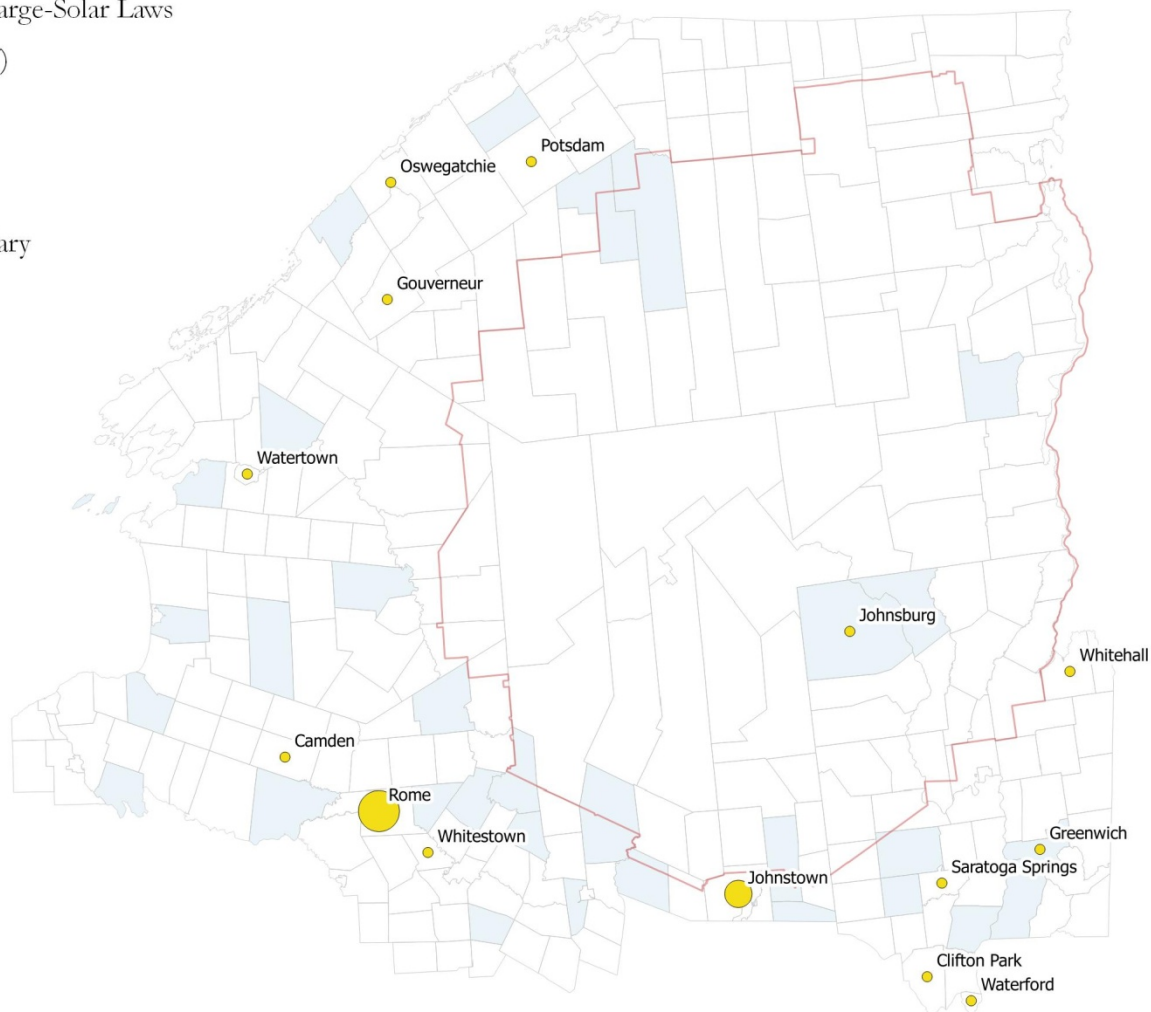 arge-Solar Laws
)
ary
Potsdam
Oswegatchie
Gouverneur
Watertown
Johnsburg
Whitehall
Camden
Rome
Whitestown
Greenwich
Saratoga Springs
Johnstown
Clifton Park
Waterford